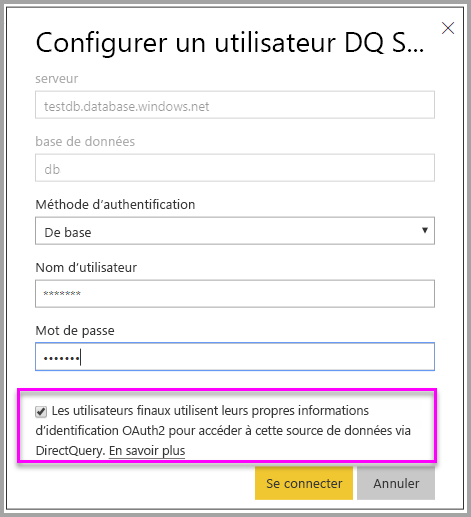 Configurer un utilisateur DQ S...
serveur
testdb.database.windows.net
base de données
db
Méthode d’authentification
De base
Nom d’utilisateur
*******
Mot de passe
•••••••
Les utilisateurs finaux utilisent leurs propres informations
d’identification OAuth2 pour accéder à cette source de données via
DirectQuery. En savoir plus
Se connecter Annuler